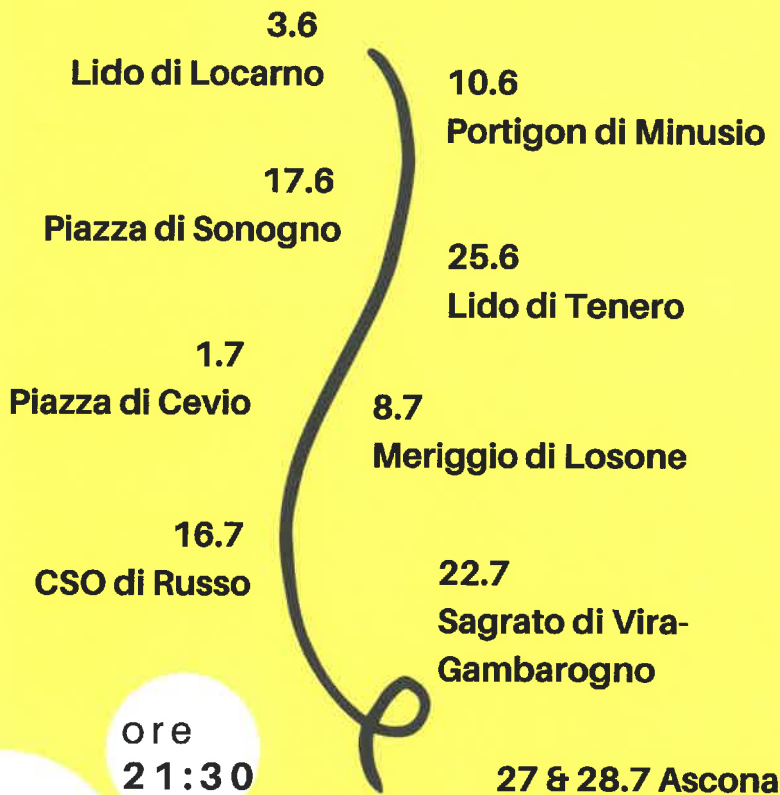 3.6
Lido di Locarno
10.6
Portigon di Minusio
17.6
Piazza di Sonogno
25.6
Lido di Tenero
1.7
Piazza di Cevio
8.7
Meriggio di Losone
16.7
CSO di Russo
22.7
Sagrato di Vira-
Gambarogno
ore
21:30
27 & 28.7 Ascona